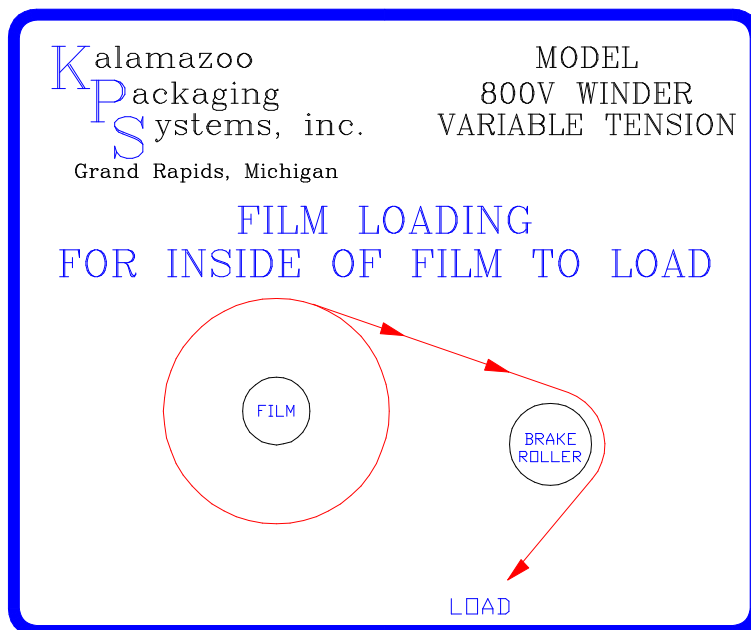 Kalamazoo
Packaging
Systems, inc.
Grand Rapids, Michigan
MODEL
800V WINDER
VARIABLE TENSION
FILM LOADING
FOR INSIDE OF FILM TO LOAD
FILM
BRAKE
ROLLER
LOAD